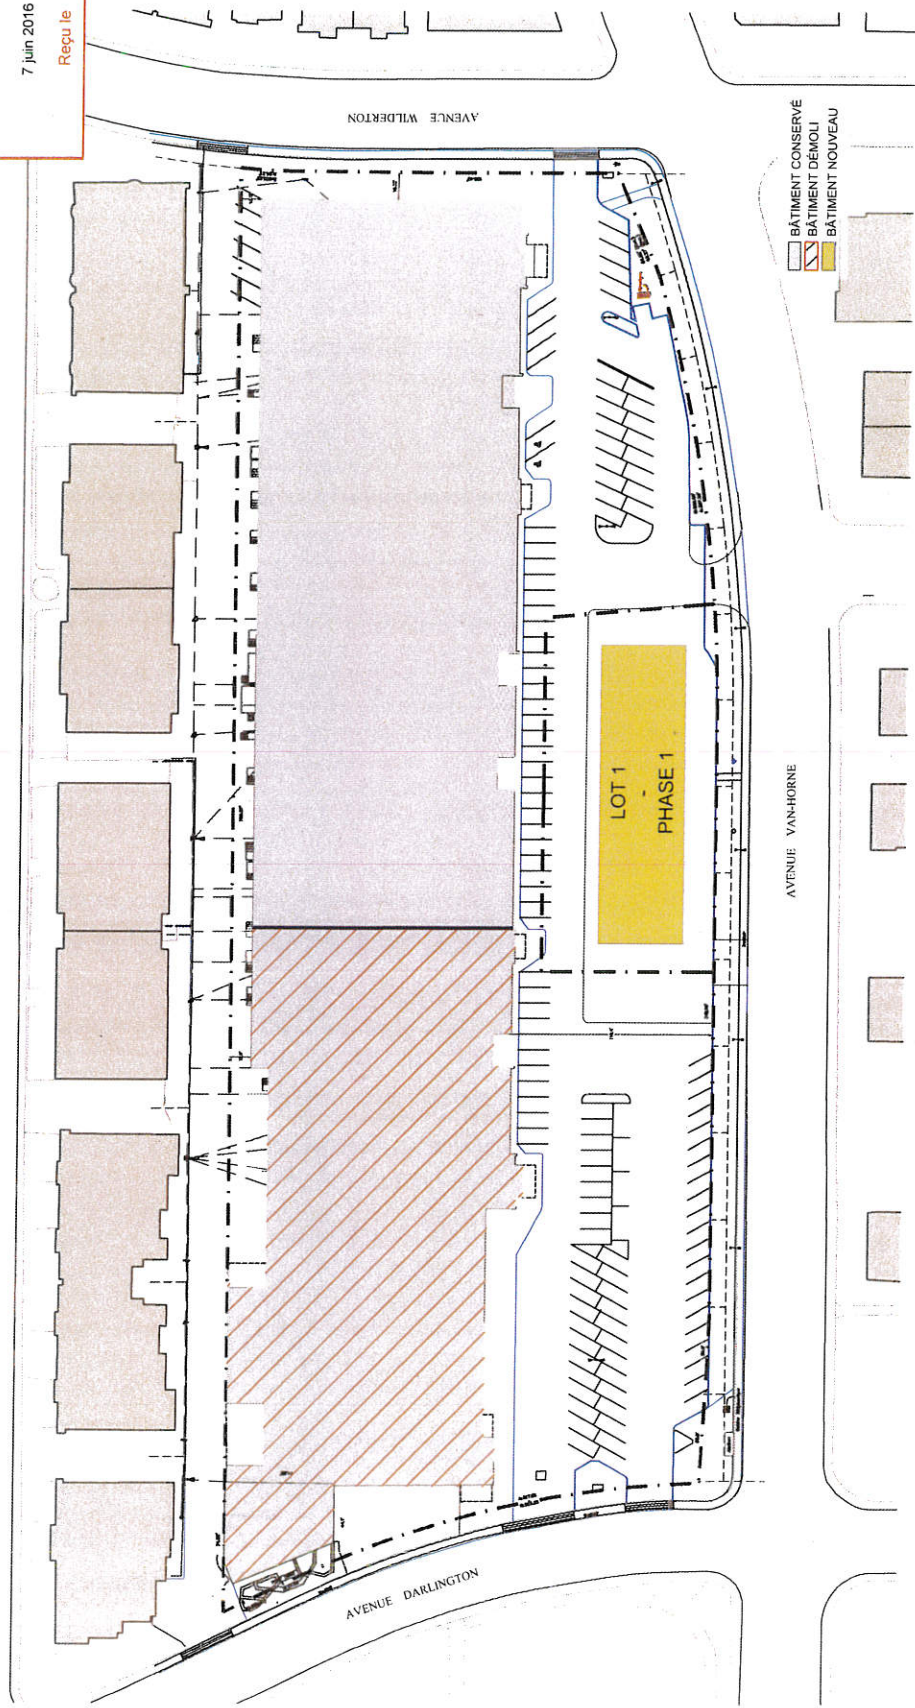 7 juin 2016
Reçu le
AVENUE WILDERTON
BÂTIMENT CONSERVÉ
BÂTIMENT DÉMOLI
BÂTIMENT NOUVEAU
LOT 1
-
PHASE 1
AVENUE VAN-HORNE
AVENUE DARLINGTON